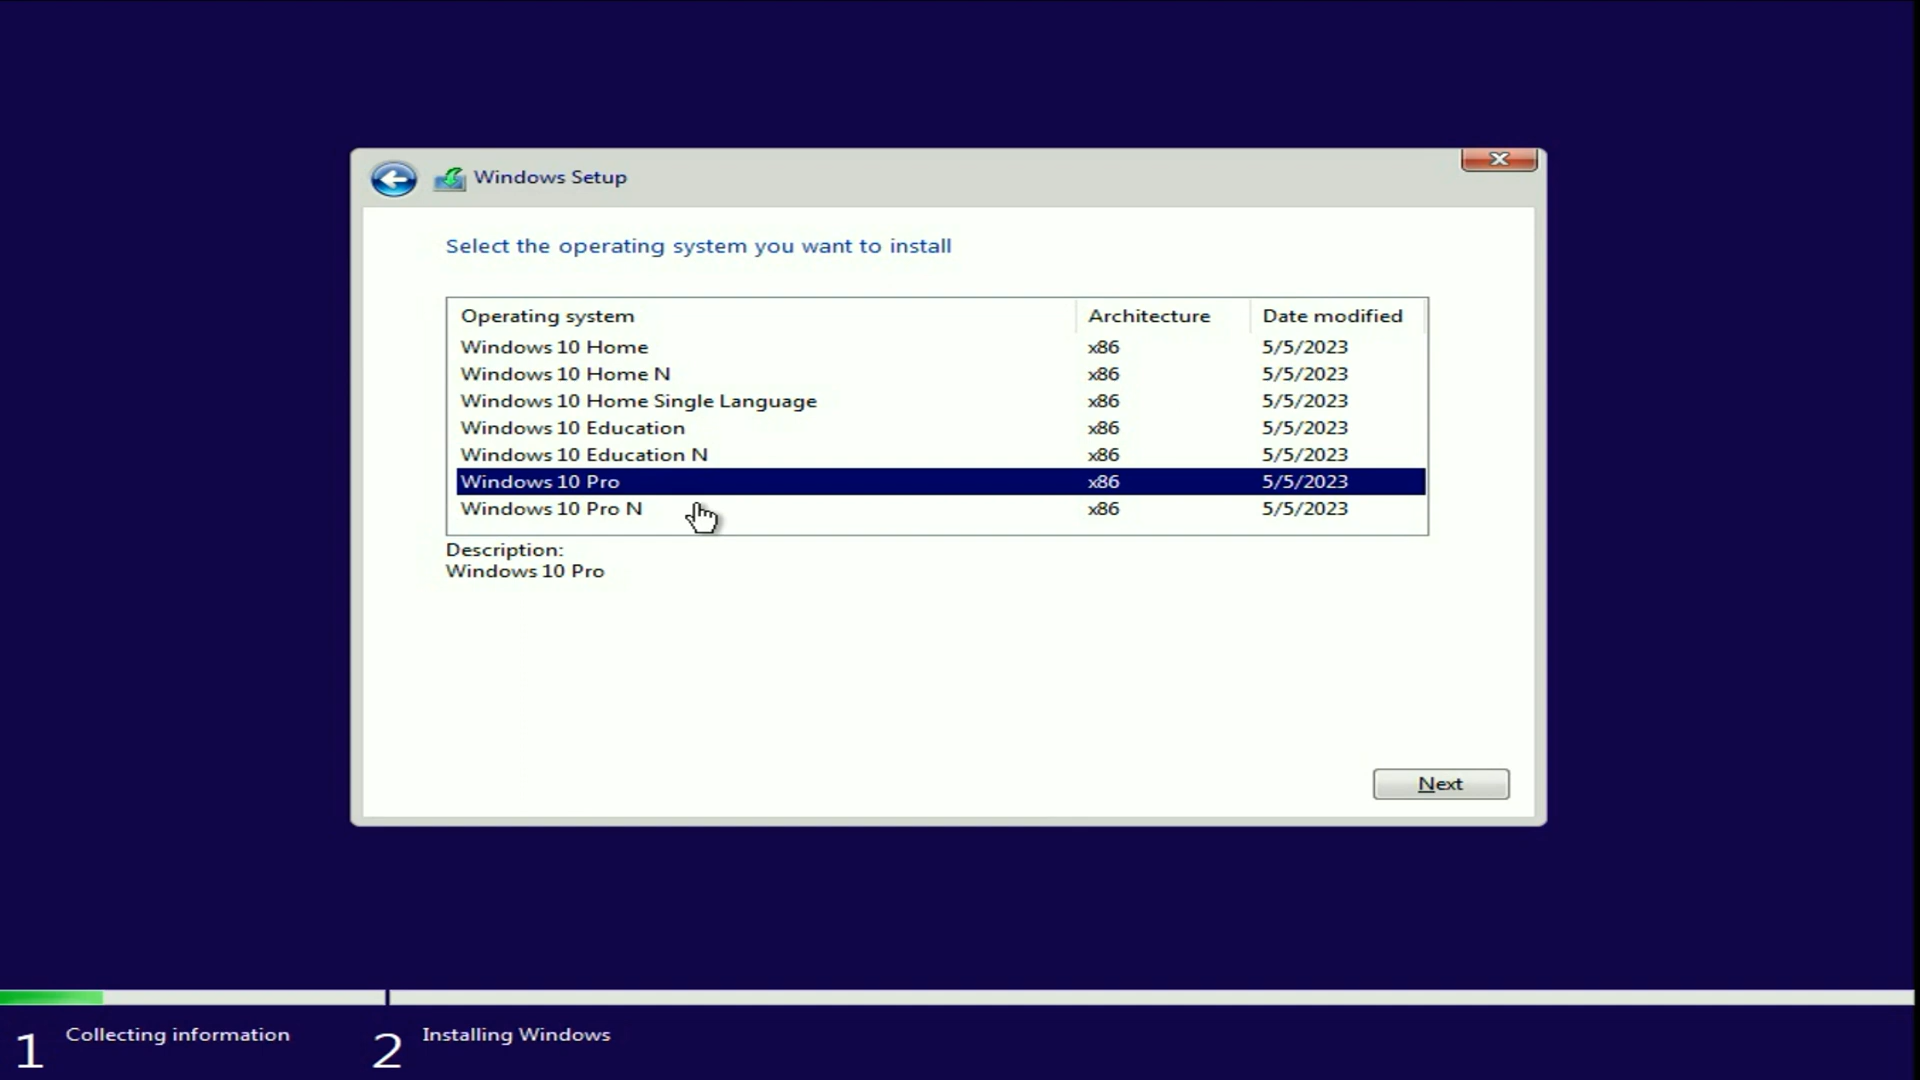 Windows Setup
Select the operating system you want to install
Operating system Architecture Date modified
Windows 10 Home x86 5/5/2023
Windows 10 Home N x86 5/5/2023
Windows 10 Home Single Language x86 5/5/2023
Windows 10 Education x86 5/5/2023
Windows 10 Education N x86 5/5/2023
Windows 10 Pro x86 5/5/2023
Windows 10 Pro N x86 5/5/2023
Description:
Windows 10 Pro
Next
1 Collecting information 2 Installing Windows